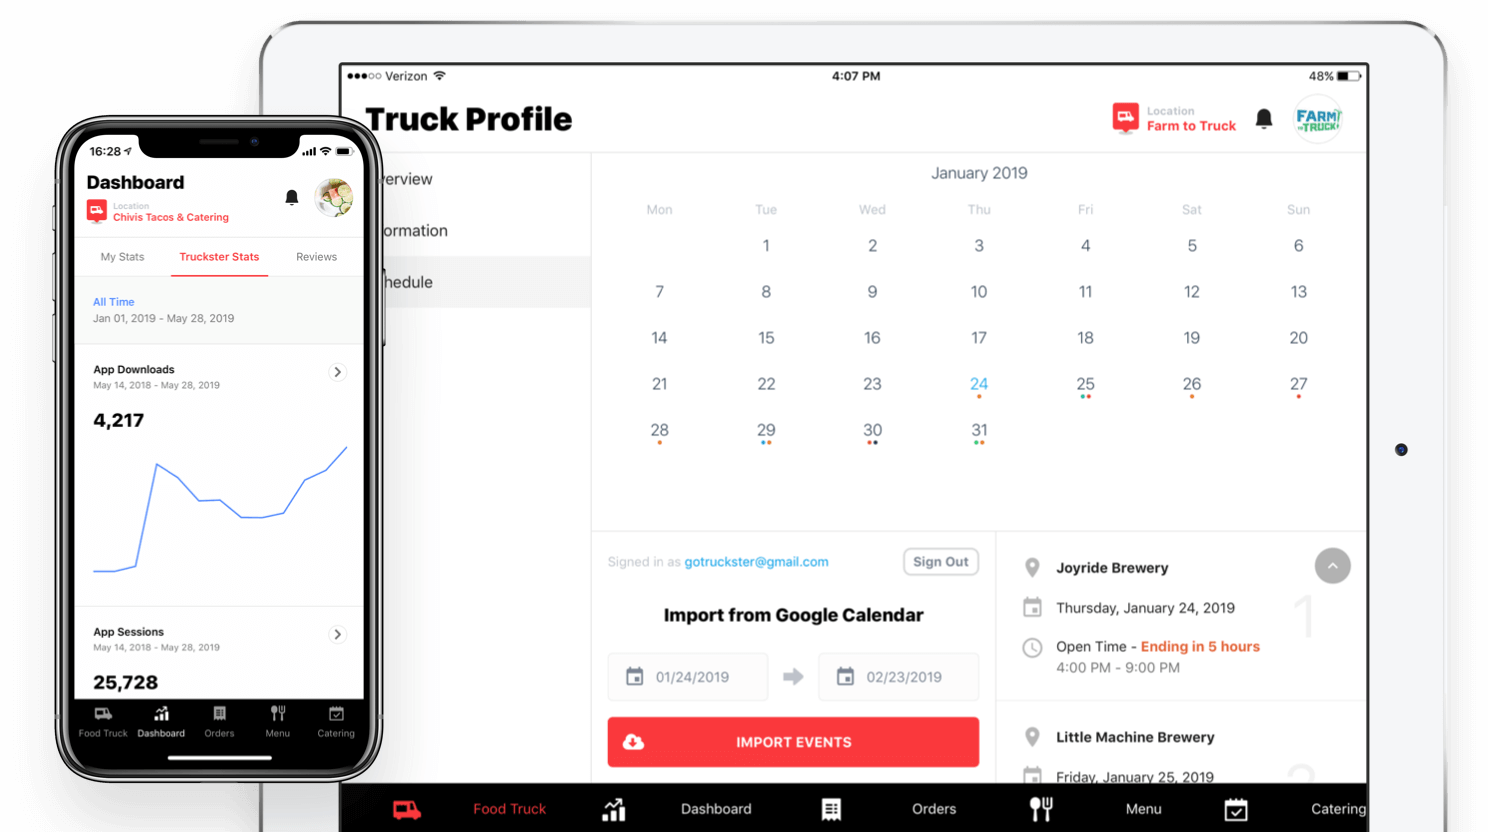 16:28
Dashboard
Location
Chivis Tacos & Catering
My Stats
Truckster Stats
Reviews
All Time
Jan 01, 2019 - May 28, 2019
App Downloads
May 14, 2018 - May 28, 2019
4,217
App Sessions
May 14, 2018 - May 28, 2019
25,728
Food Truck
Dashboard
Orders
Menu
Catering
Verizon
4:07 PM
48%
Truck Profile
Location
Farm to Truck
FARM
TO TRUCK!
erview
ormation
hedule
January 2019
Mon Tue Wed Thu Fri Sat Sun
1 2 3 4 5 6
7 8 9 10 11 12 13
14 15 16 17 18 19 20
21 22 23 24 25 26 27
28 29 30 31
Signed in as gotruckster@gmail.com
Sign Out
Import from Google Calendar
01/24/2019
02/23/2019
IMPORT EVENTS
Joyride Brewery
1
Thursday, January 24, 2019
Open Time - Ending in 5 hours
4:00 PM - 9:00 PM
Little Machine Brewery
Friday, January 25, 2019
2
Food Truck
Dashboard
Orders
Menu
Catering